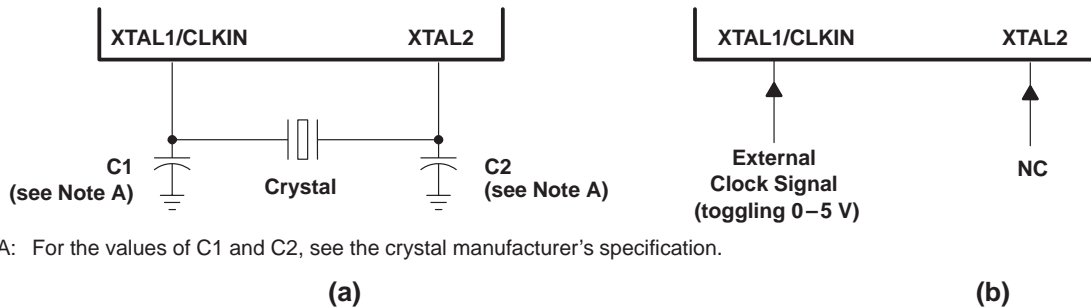 XTAL1/CLKIN XTAL2
C1
(see Note A)
Crystal
C2
(see Note A)
XTAL1/CLKIN XTAL2
External
Clock Signal
(toggling 0–5 V)
NC
A: For the values of C1 and C2, see the crystal manufacturer's specification.
(a) (b)